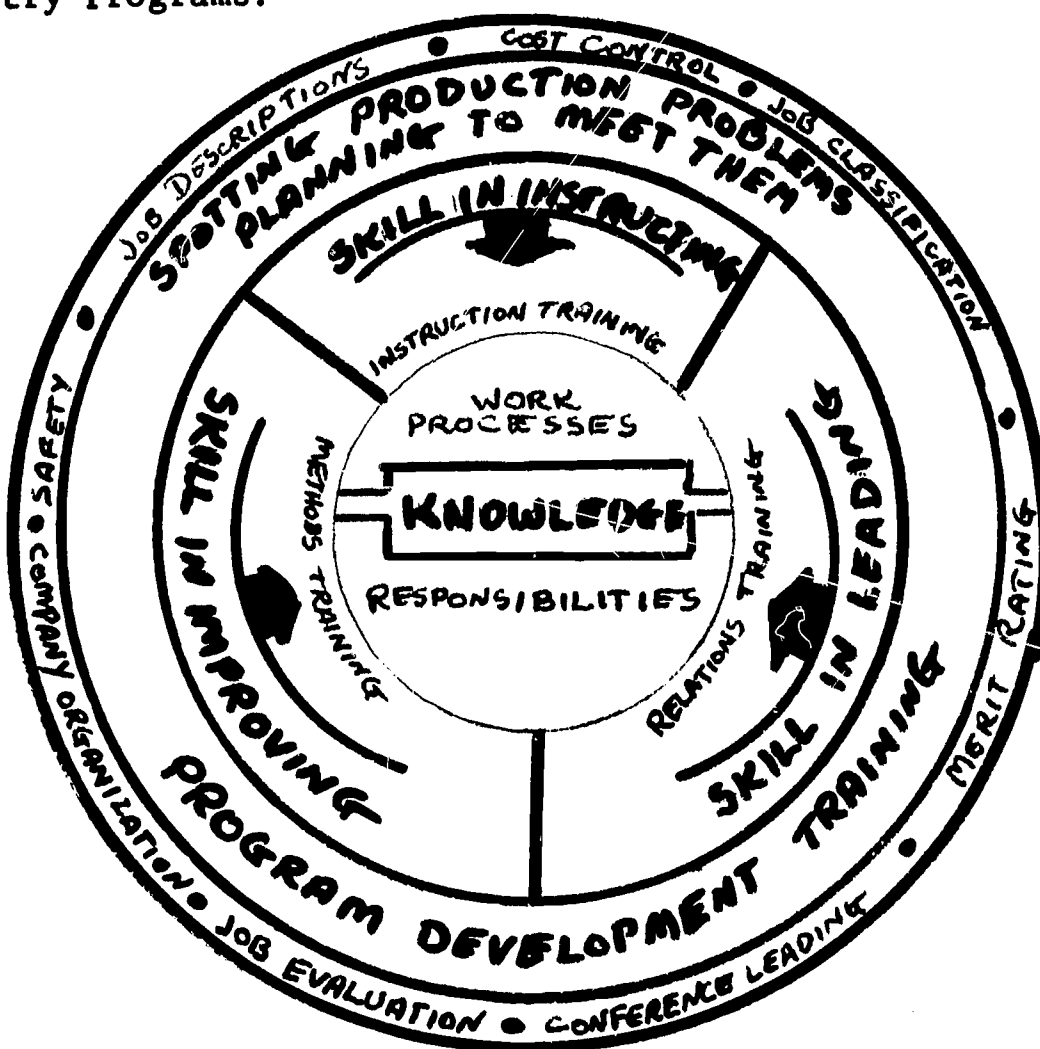 try Programs.
JOB DESCRIPTIONS • COST CONTROL • JOB CLASSIFICATION • MERIT RATING • CONFERENCE LEADING • JOB EVALUATION • COMPANY ORGANIZATION • SAFETY •
SPOTTING PRODUCTION PROBLEMS
PLANNING TO MEET THEM
SKILL IN INSTRUCTING
INSTRUCTION TRAINING
SKILL IN LEADING
RELATIONS TRAINING
SKILL IN IMPROVING
METHODS TRAINING
WORK
PROCESSES
KNOWLEDGE
RESPONSIBILITIES
PROGRAM DEVELOPMENT TRAINING